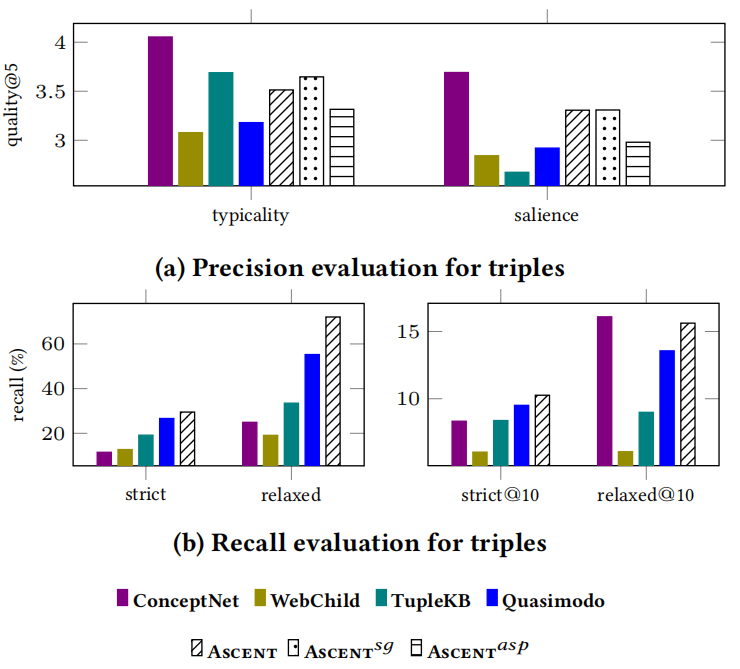 quality@5
4
3.5
3
typicality salience
(a) Precision evaluation for triples
recall (%)
60
40
20
strict relaxed
15
10
strict@10 relaxed@10
(b) Recall evaluation for triples
ConceptNet WebChild TupleKB Quasimodo
Ascent Ascent^sg Ascent^asp